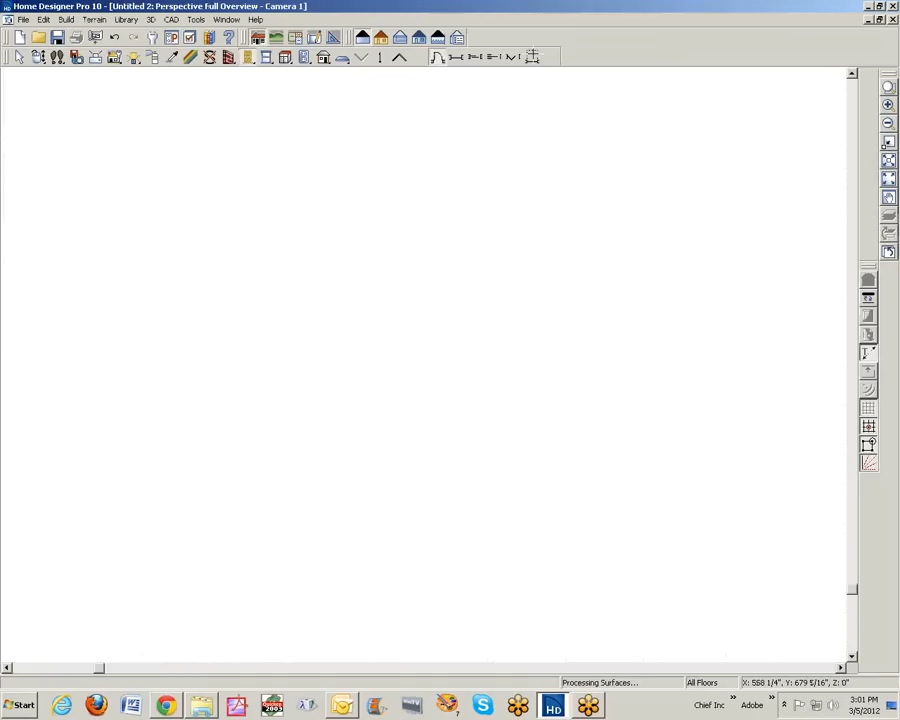 Home Designer Pro 10 - [Untitled 2: Perspective Full Overview - Camera 1]
File Edit Build Terrain Library 3D CAD Tools Window Help
Processing Surfaces... All Floors X: 558 1/4", Y: 679 5/16", Z: 0"
Start Chief Inc » Adobe » 3:01 PM
3/5/2012